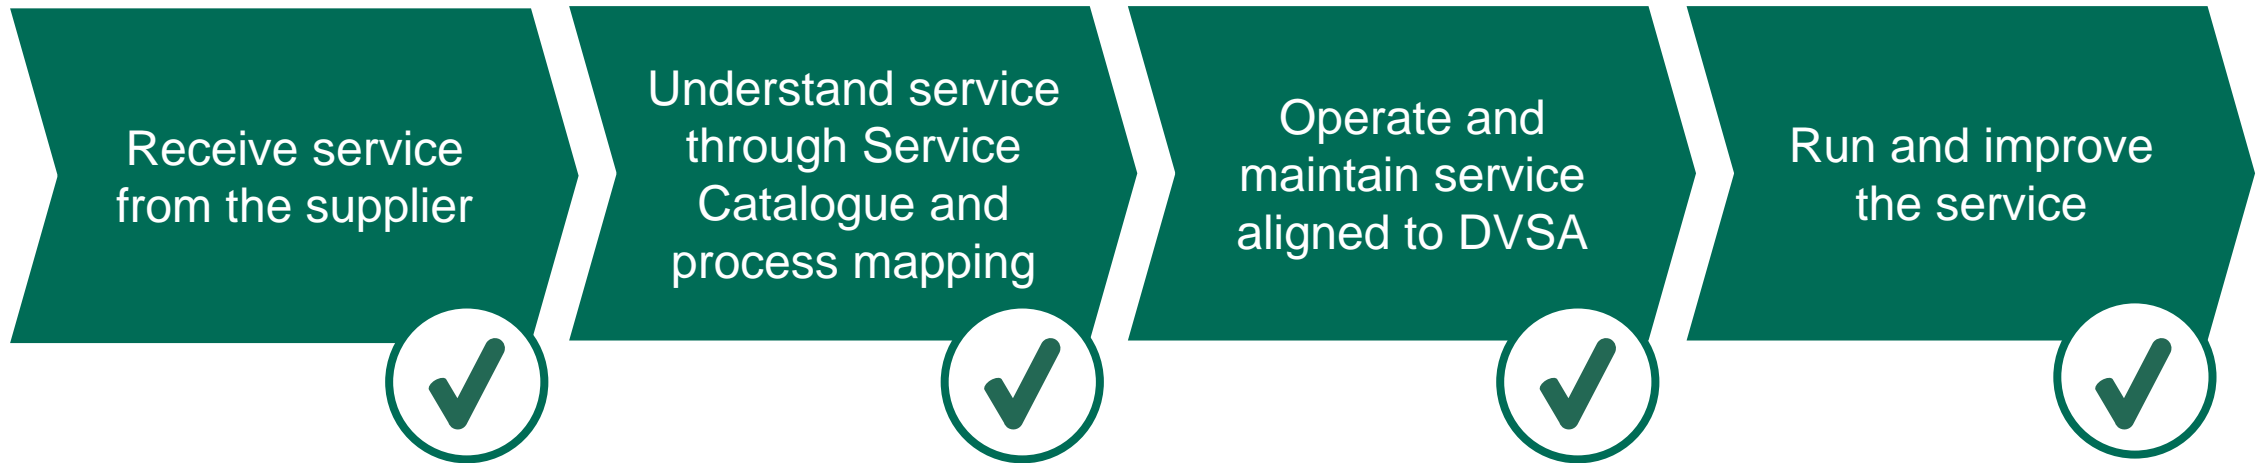 Receive service
from the supplier
Understand service
through Service
Catalogue and
process mapping
Operate and
maintain service
aligned to DVSA
Run and improve
the service